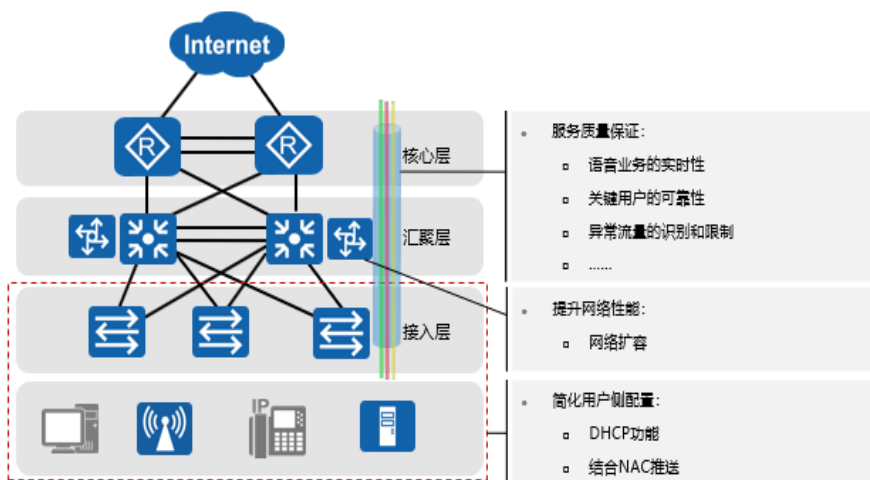 Internet
R
R
核心层
汇聚层
接入层
IP
服务质量保证：
语音业务的实时性
关键用户的可靠性
异常流量的识别和限制
……
提升网络性能：
网络扩容
简化用户侧配置：
DHCP功能
结合NAC推送